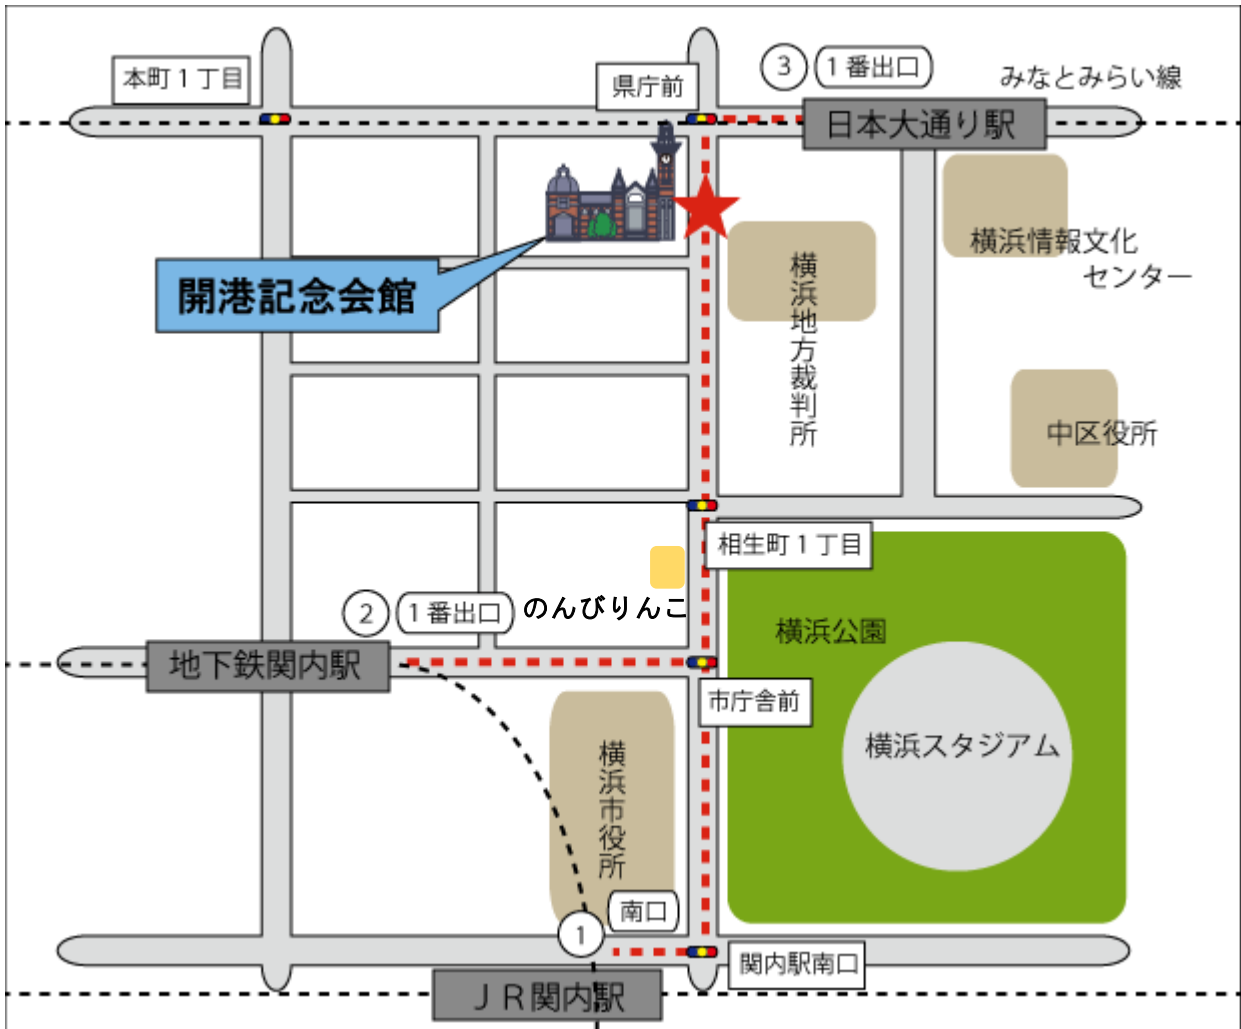 本町１丁目
県庁前
3
１番出口
みなとみらい線
日本大通り駅
開港記念会館
横浜地方裁判所
横浜情報文化
センター
中区役所
相生町１丁目
2
１番出口
のんびりんこ
横浜公園
地下鉄関内駅
市庁舎前
横浜スタジアム
横浜市役所
南口
1
関内駅南口
ＪＲ関内駅